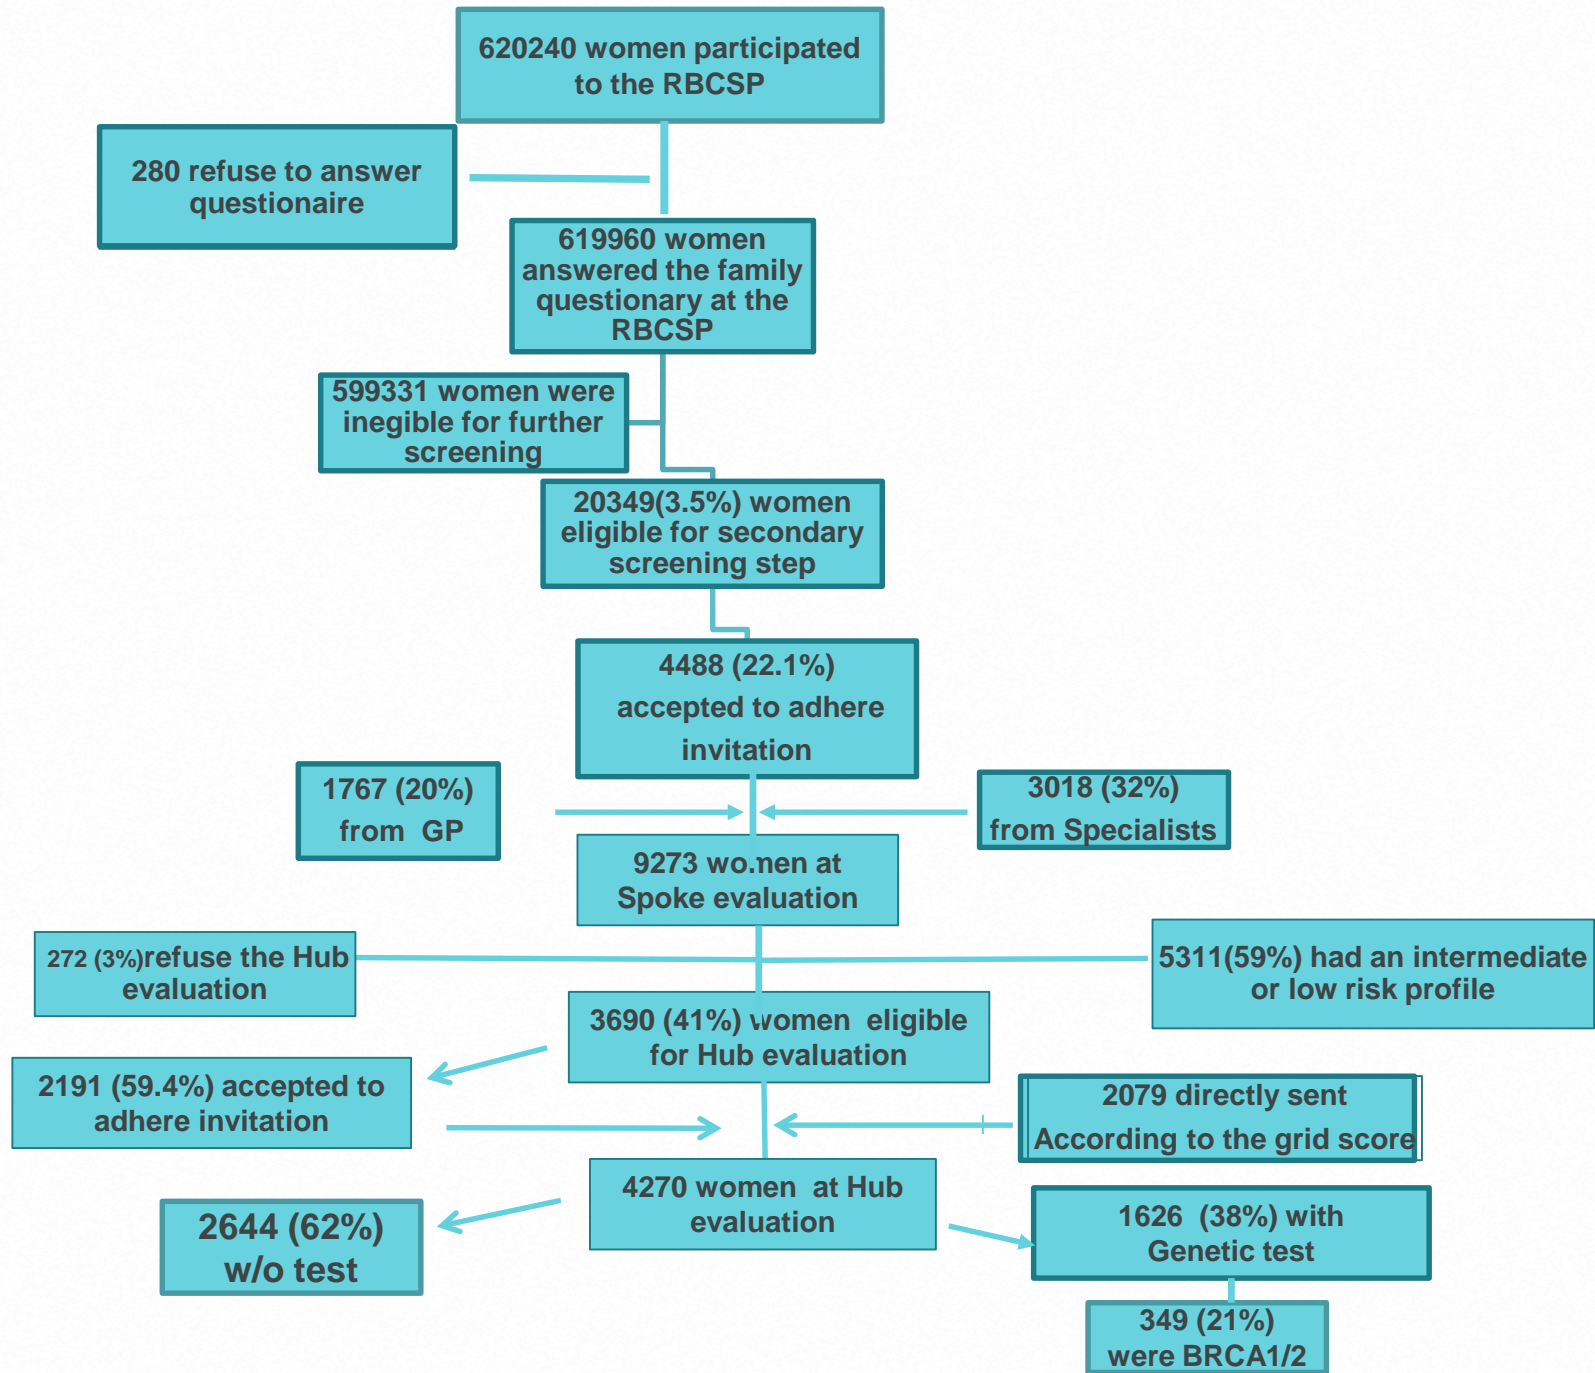 620240 women participated
to the RBCSP
280 refuse to answer
questionaire
619960 women
answered the family
questionary at the
RBCSP
599331 women were
inegible for further
screening
20349(3.5%) women
eligible for secondary
screening step
4488 (22.1%)
accepted to adhere
invitation
1767 (20%)
from GP
3018 (32%)
from Specialists
9273 women at
Spoke evaluation
272 (3%)refuse the Hub
evaluation
5311(59%) had an intermediate
or low risk profile
3690 (41%) women eligible
for Hub evaluation
2191 (59.4%) accepted to
adhere invitation
2079 directly sent
According to the grid score
4270 women at Hub
evaluation
2644 (62%)
w/o test
1626 (38%) with
Genetic test
349 (21%)
were BRCA1/2